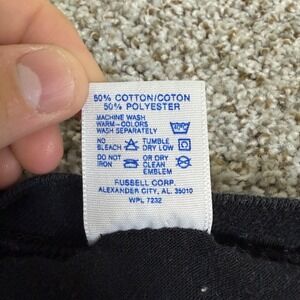 50% COTTON/COTON
50% POLYESTER
MACHINE WASH
WARM-COLORS
WASH SEPARATELY
NO
BLEACH
TUMBLE
DRY LOW
DO NOT
IRON
OR DRY
CLEAN
EMBLEM
RUSSELL CORP.
ALEXANDER CITY, AL. 35010
WPL 7232